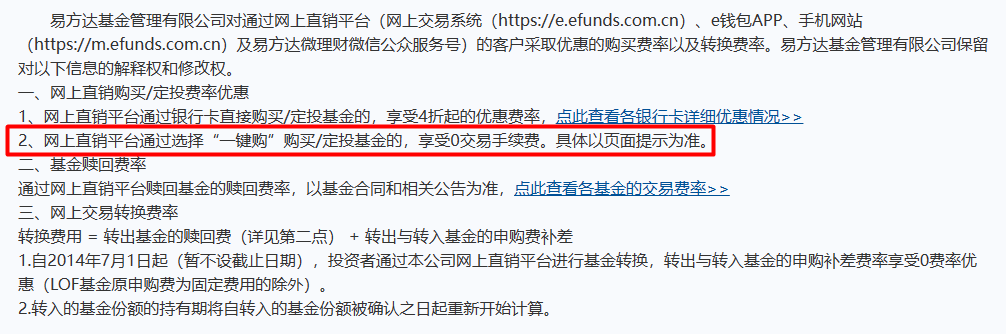 易方达基金管理有限公司对通过网上直销平台（网上交易系统（https://e.efunds.com.cn）、e钱包APP、手机网站
（https://m.efunds.com.cn）及易方达微理财微信公众服务号）的客户采取优惠的购买费率以及转换费率。易方达基金管理有限公司保留
对以下信息的解释权和修改权。
一、网上直销购买/定投费率优惠
1、网上直销平台通过银行卡直接购买/定投基金的，享受4折起的优惠费率，点此查看各银行卡详细优惠情况>>
2、网上直销平台通过选择“一键购”购买/定投基金的，享受0交易手续费。具体以页面提示为准。
二、基金赎回费率
通过网上直销平台赎回基金的赎回费率，以基金合同和相关公告为准，点此查看各基金的交易费率>>
三、网上交易转换费率
转换费用 = 转出基金的赎回费（详见第二点） + 转出与转入基金的申购费补差
1.自2014年7月1日起（暂不设截止日期），投资者通过本公司网上直销平台进行基金转换，转出与转入基金的申购补差费率享受0费率优
惠（LOF基金原申购费为固定费用的除外）。
2.转入的基金份额的持有期将自转入的基金份额被确认之日起重新开始计算。